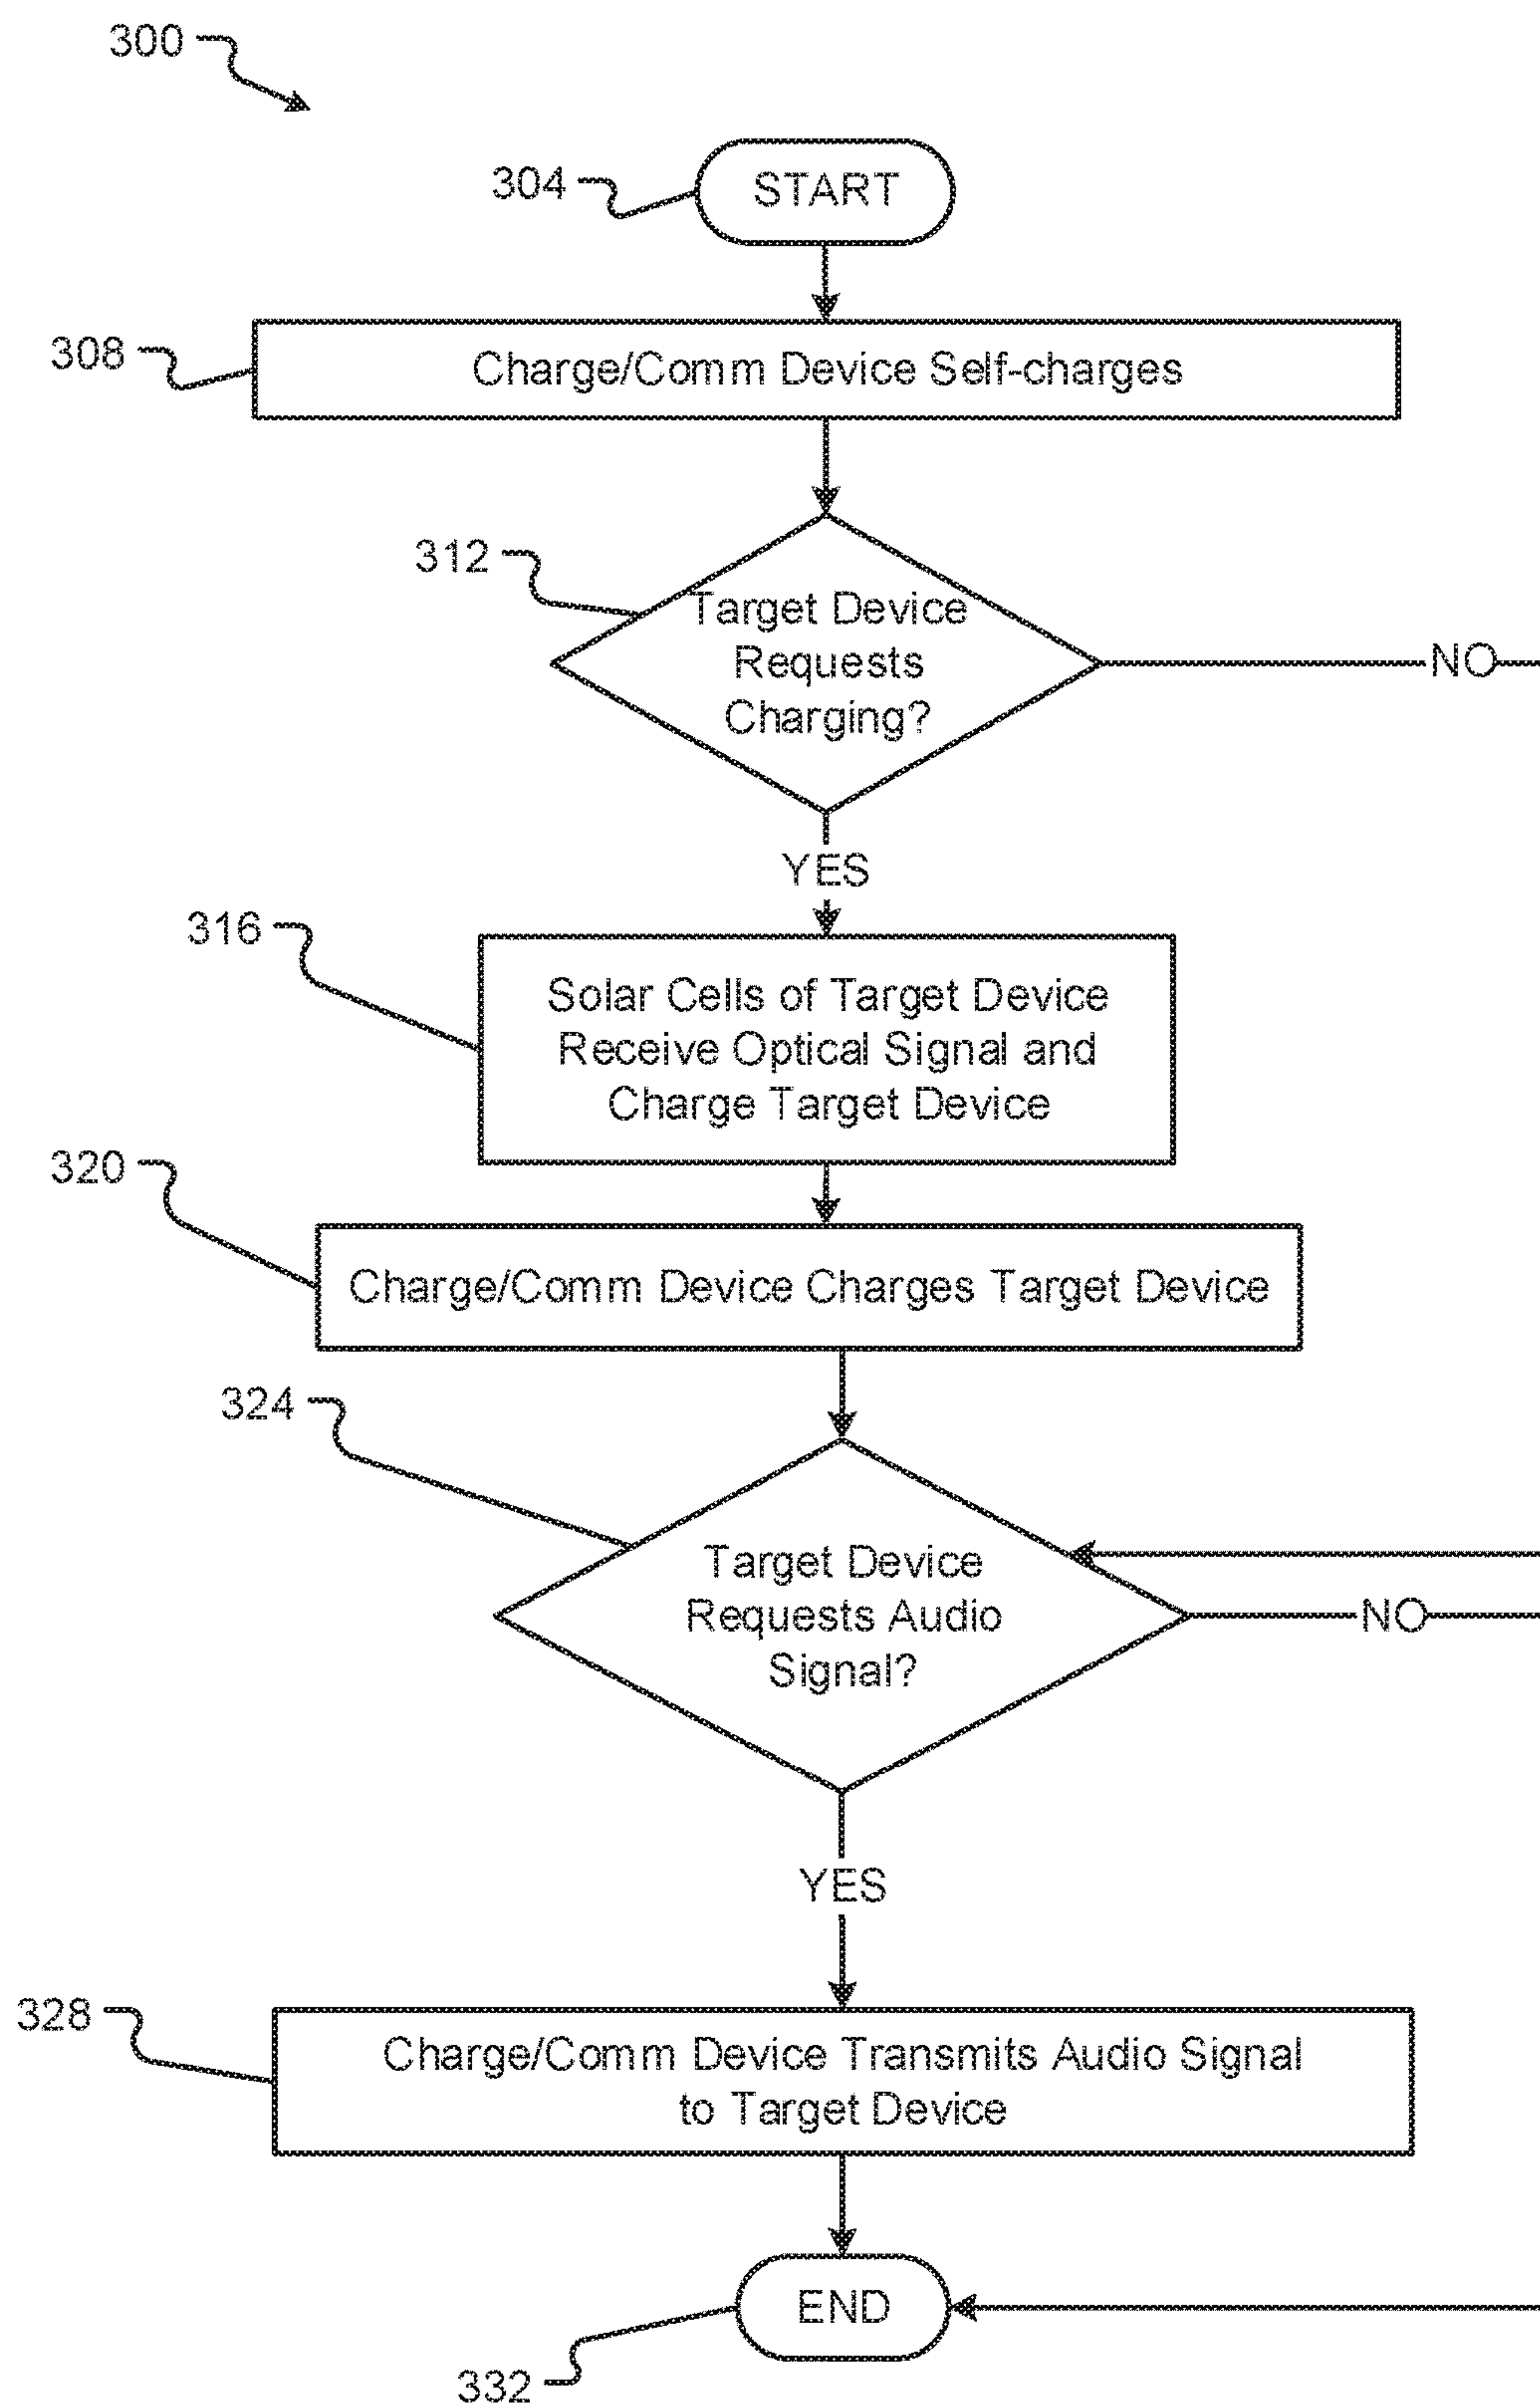 300
304
START
308
Charge/Comm Device Self-charges
312
Target Device
Requests
Charging?
NO
YES
316
Solar Cells of Target Device
Receive Optical Signal and
Charge Target Device
320
Charge/Comm Device Charges Target Device
324
Target Device
Requests Audio
Signal?
NO
YES
328
Charge/Comm Device Transmits Audio Signal
to Target Device
END
332